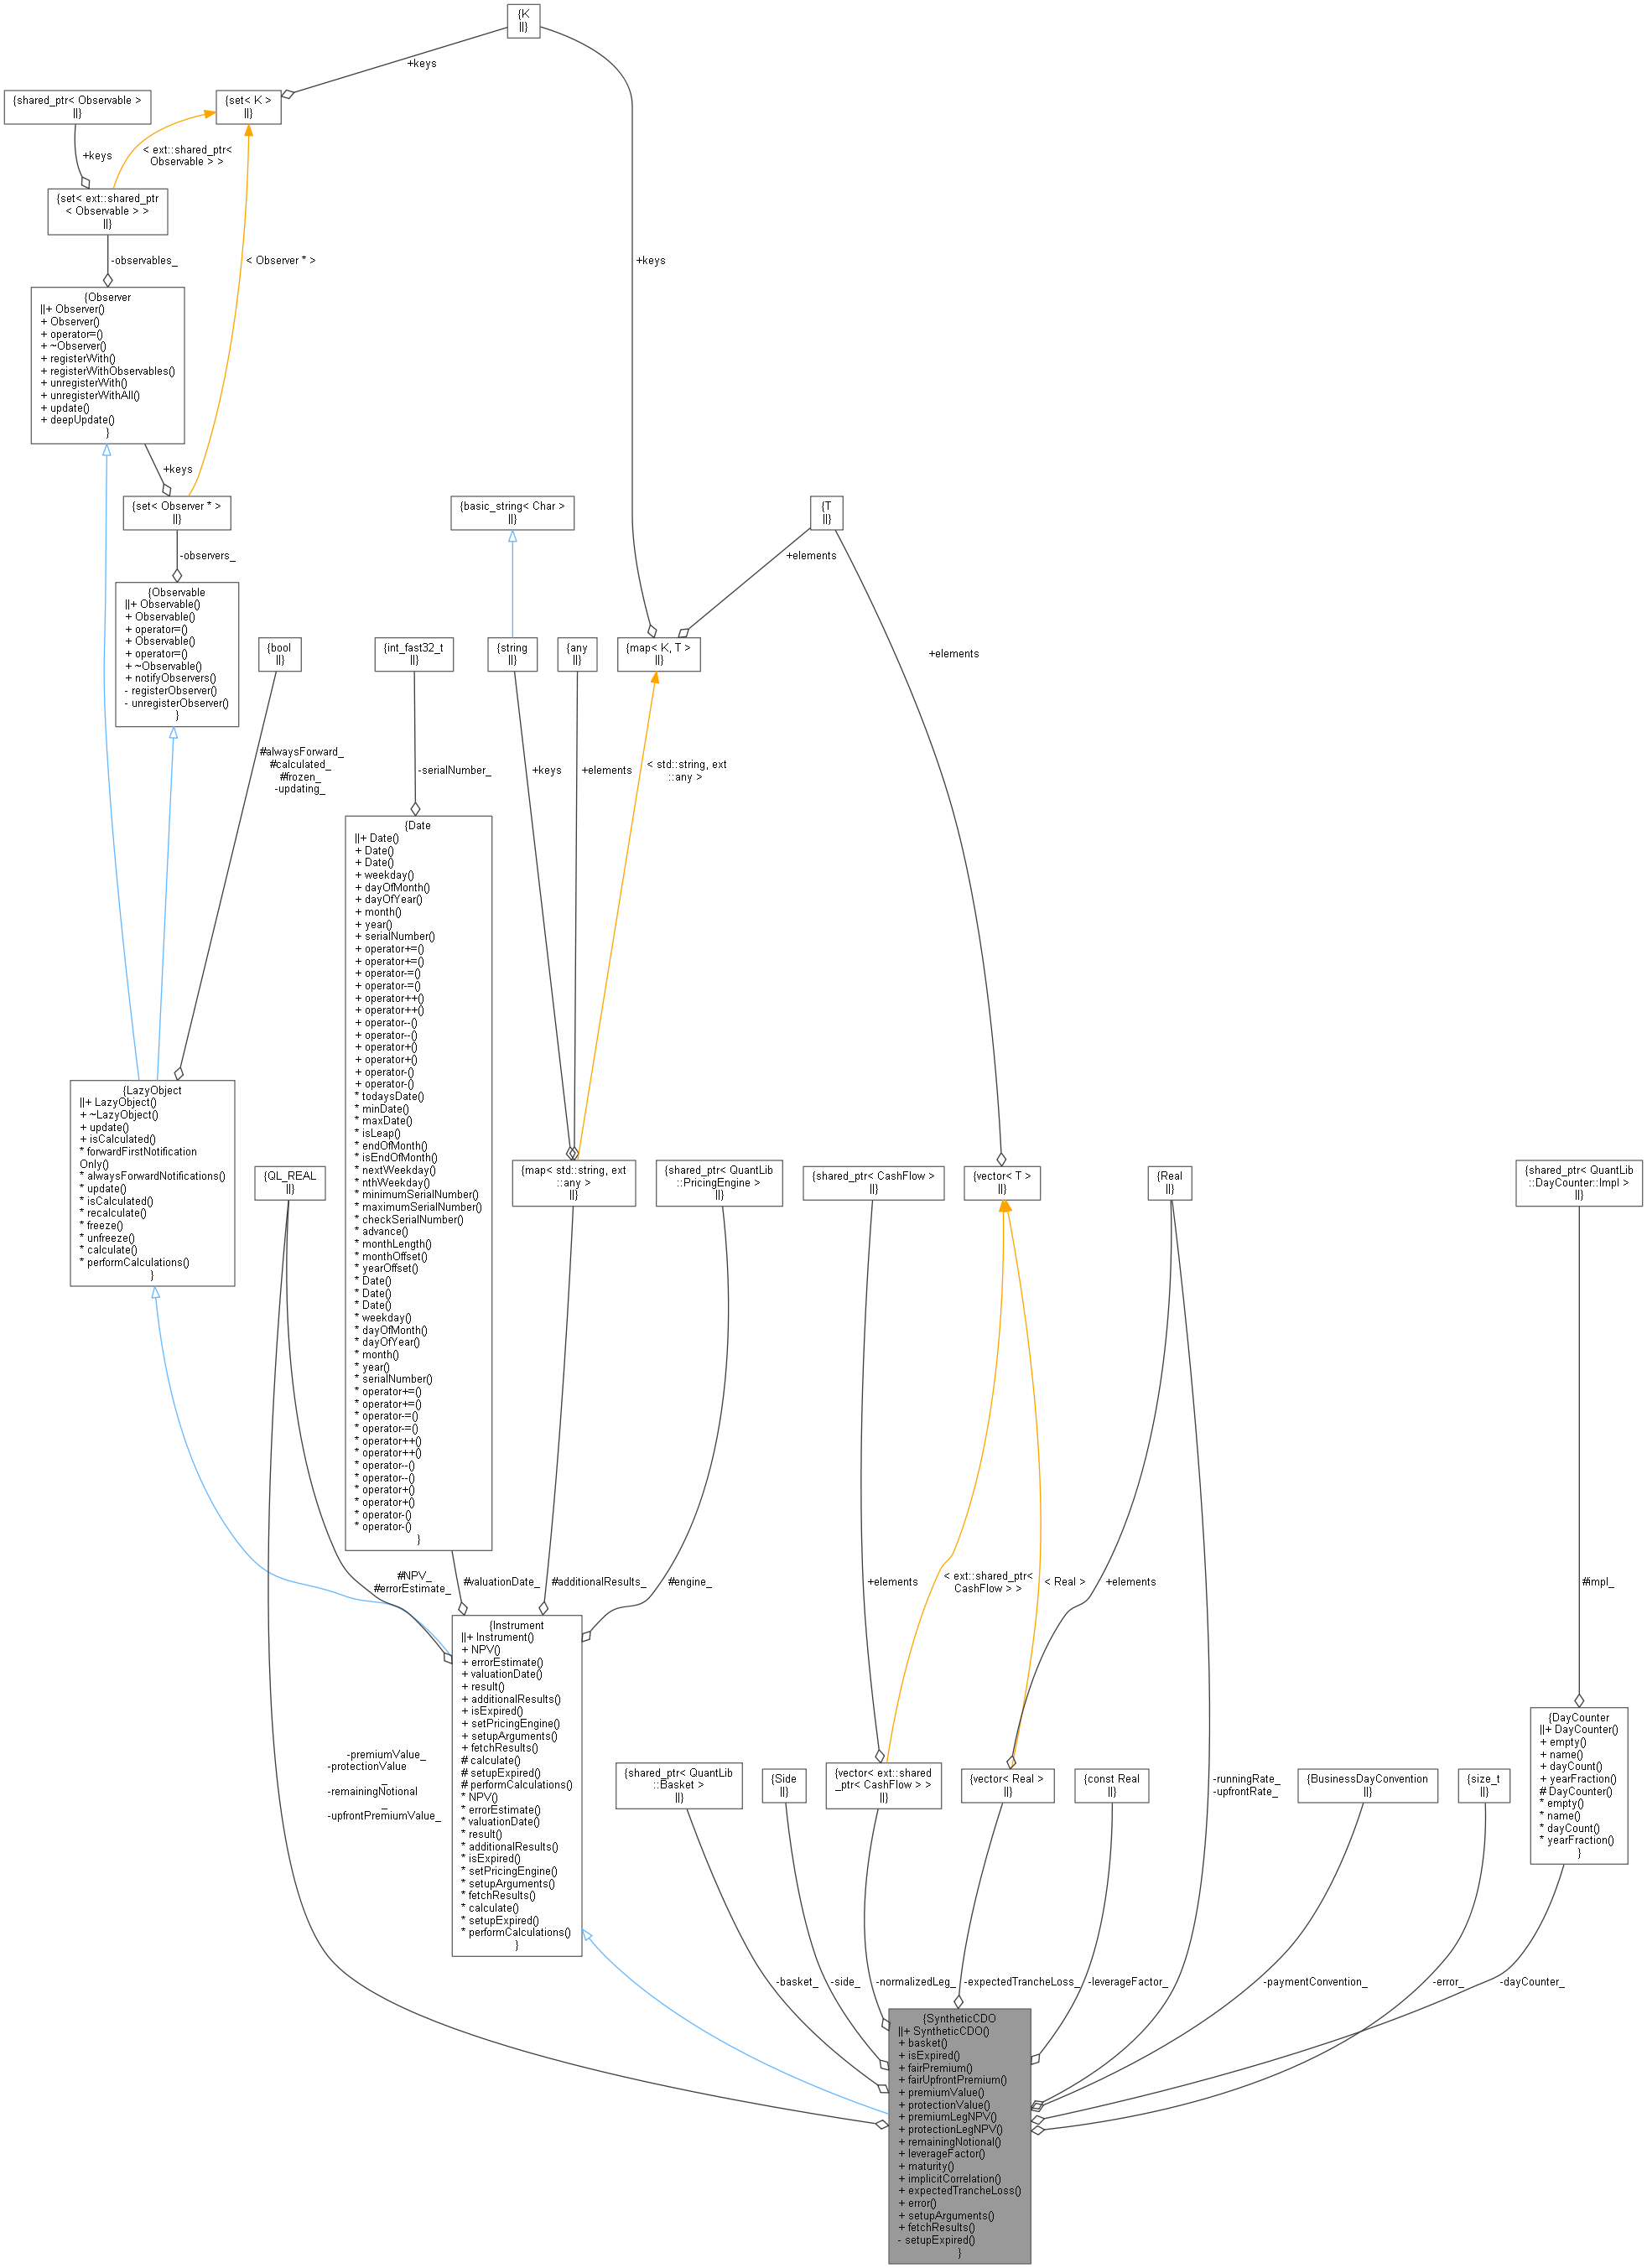 {K
||}
+keys
{shared_ptr< Observable >
||}
{set< K >
||}
+keys
< ext::shared_ptr<
Observable > >
{set< ext::shared_ptr
< Observable > >
||}
-observables_
< Observer * >
+keys
{Observer
||+ Observer()
+ Observer()
+ operator=()
+ ~Observer()
+ registerWith()
+ registerWithObservables()
+ unregisterWith()
+ unregisterWithAll()
+ update()
+ deepUpdate()
}
+keys
{set< Observer * >
||}
{basic_string< Char >
||}
{T
||}
-observers_
+elements
{Observable
||+ Observable()
+ Observable()
+ operator=()
+ Observable()
+ operator=()
+ ~Observable()
+ notifyObservers()
- registerObserver()
- unregisterObserver()
}
{bool
||}
{int_fast32_t
||}
{string
||}
{any
||}
{map< K, T >
||}
+elements
#alwaysForward_
#calculated_
#frozen_
-updating_
-serialNumber_
+keys
+elements
< std::string, ext
::any >
{Date
||+ Date()
+ Date()
+ Date()
+ weekday()
+ dayOfMonth()
+ dayOfYear()
+ month()
+ year()
+ serialNumber()
+ operator+=()
+ operator+=()
+ operator-=()
+ operator-=()
+ operator++()
+ operator++()
+ operator--()
+ operator--()
+ operator+()
+ operator+()
+ operator-()
+ operator-()
* todaysDate()
* minDate()
* maxDate()
* isLeap()
* endOfMonth()
* isEndOfMonth()
* nextWeekday()
* nthWeekday()
* minimumSerialNumber()
* maximumSerialNumber()
* checkSerialNumber()
* advance()
* monthLength()
* monthOffset()
* yearOffset()
* Date()
* Date()
* Date()
* weekday()
* dayOfMonth()
* dayOfYear()
* month()
* year()
* serialNumber()
* operator+=()
* operator+=()
* operator-=()
* operator-=()
* operator++()
* operator++()
* operator--()
* operator--()
* operator+()
* operator+()
* operator-()
* operator-()
}
{LazyObject
||+ LazyObject()
+ ~LazyObject()
+ update()
+ isCalculated()
* forwardFirstNotification
Only()
* alwaysForwardNotifications()
* update()
* isCalculated()
* recalculate()
* freeze()
* unfreeze()
* calculate()
* performCalculations()
}
{QL_REAL
||}
{map< std::string, ext
::any >
||}
{shared_ptr< QuantLib
::PricingEngine >
||}
{shared_ptr< CashFlow >
||}
{vector< T >
||}
{Real
||}
{shared_ptr< QuantLib
::DayCounter::Impl >
||}
#NPV_
#errorEstimate_
#valuationDate_
#additionalResults_
#engine_
+elements
< ext::shared_ptr<
CashFlow > >
< Real >
+elements
#impl_
{Instrument
||+ Instrument()
+ NPV()
+ errorEstimate()
+ valuationDate()
+ result()
+ additionalResults()
+ isExpired()
+ setPricingEngine()
+ setupArguments()
+ fetchResults()
# calculate()
# setupExpired()
# performCalculations()
* NPV()
* errorEstimate()
* valuationDate()
* result()
* additionalResults()
* isExpired()
* setPricingEngine()
* setupArguments()
* fetchResults()
* calculate()
* setupExpired()
* performCalculations()
}
-premiumValue_
-protectionValue
_
-remainingNotional
_
-upfrontPremiumValue_
{shared_ptr< QuantLib
::Basket >
||}
{Side
||}
{vector< ext::shared
_ptr< CashFlow > >
||}
{vector< Real >
||}
{const Real
||}
-runningRate_
-upfrontRate_
{BusinessDayConvention
||}
{size_t
||}
{DayCounter
||+ DayCounter()
+ empty()
+ name()
+ dayCount()
+ yearFraction()
# DayCounter()
* empty()
* name()
* dayCount()
* yearFraction()
}
-basket_
-side_
-normalizedLeg_
-expectedTrancheLoss_
-leverageFactor_
-paymentConvention_
-error_
-dayCounter_
{SyntheticCDO
||+ SyntheticCDO()
+ basket()
+ isExpired()
+ fairPremium()
+ fairUpfrontPremium()
+ premiumValue()
+ protectionValue()
+ premiumLegNPV()
+ protectionLegNPV()
+ remainingNotional()
+ leverageFactor()
+ maturity()
+ implicitCorrelation()
+ expectedTrancheLoss()
+ error()
+ setupArguments()
+ fetchResults()
- setupExpired()
}